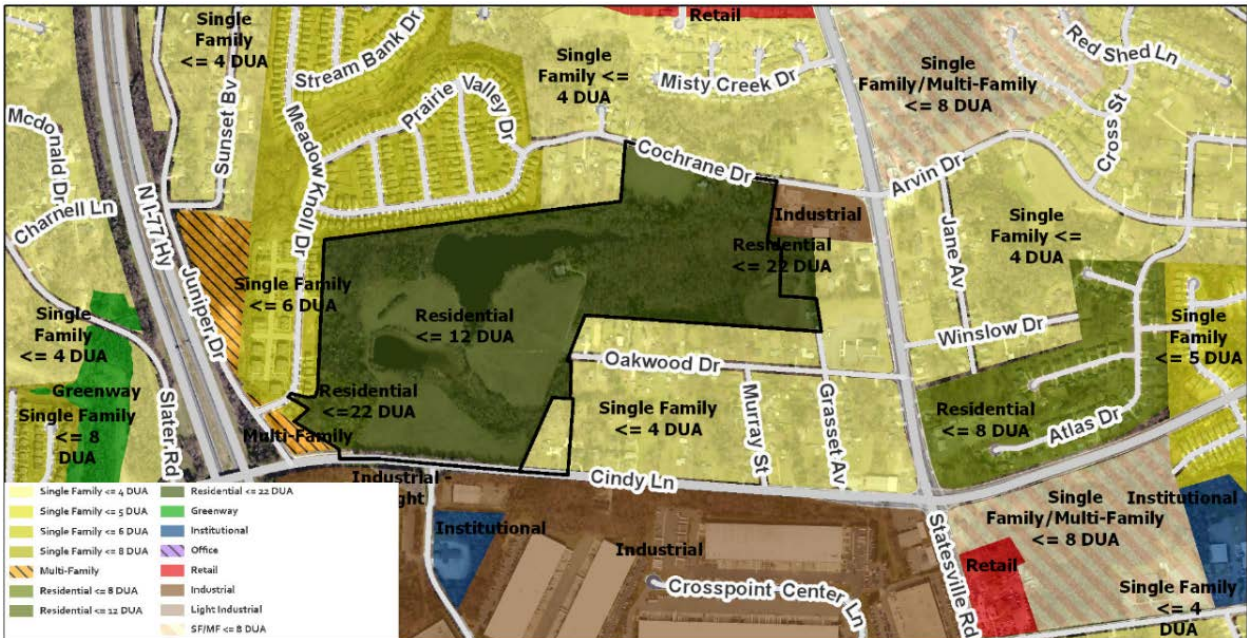 Single
Family
<= 4 DUA
Stream Bank Dr
Retail
Single
Family <=
4 DUA
Misty Creek Dr
Red Shed Ln
Single
Family/Multi-Family
<= 8 DUA
Cross St
Mcdonald Dr
Sunset Bv
Meadow Knoll Dr
Prairie Valley Dr
Cochrane Dr
Arvin Dr
Charnell Ln
N I-77 Hy
Juniper Dr
Industrial
Residential
<= 22 DUA
Jane Av
Single
Family <=
4 DUA
Single Family
<= 6 DUA
Residential
<= 12 DUA
Single
Family
<= 4 DUA
Winslow Dr
Single
Family
<= 5 DUA
Oakwood Dr
Greenway
Slater Rd
Residential
<=22 DUA
Single Family
<= 4 DUA
Murray St
Grasset Av
Residential
<= 8 DUA
Atlas Dr
Single Family
<= 8
DUA
Multi-Family
Cindy Ln
Industrial -
ght
Institutional
Industrial
Crosspoint Center Ln
Statesville Rd
Single
Family/Multi-Family
<= 8 DUA
Institutional
Retail
Single Family
<= 4
DUA
Single Family <= 4 DUA
Single Family <= 5 DUA
Single Family <= 6 DUA
Single Family <= 8 DUA
Multi-Family
Residential <= 8 DUA
Residential <= 12 DUA
Residential <= 22 DUA
Greenway
Institutional
Office
Retail
Industrial
Light Industrial
SF/MF <= 8 DUA